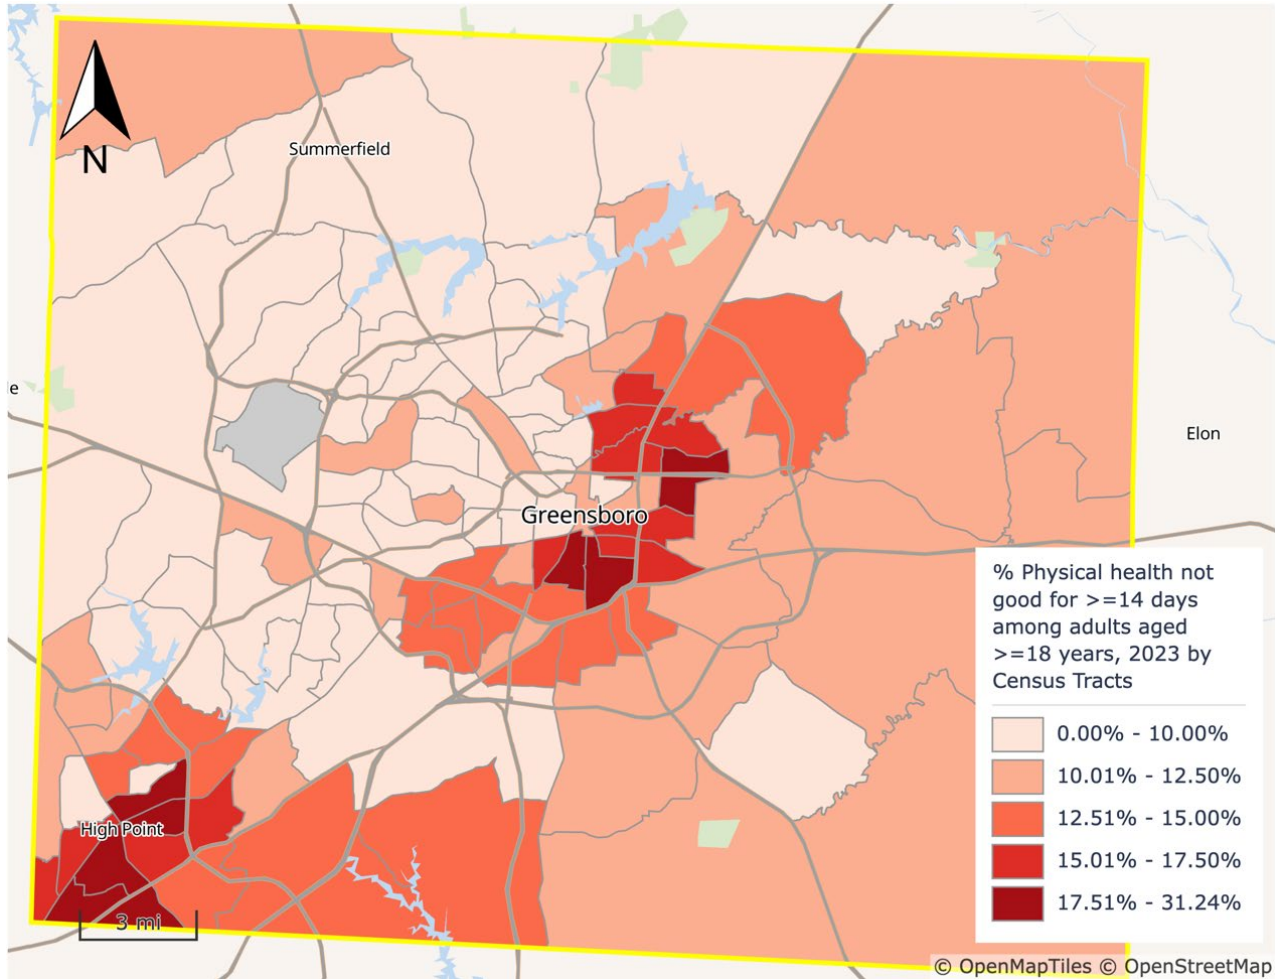 N
Summerfield
le
Elon
Greensboro
High Point
3 mi
% Physical health not
good for >=14 days
among adults aged
>=18 years, 2023 by
Census Tracts
0.00% - 10.00%
10.01% - 12.50%
12.51% - 15.00%
15.01% - 17.50%
17.51% - 31.24%
© OpenMapTiles © OpenStreetMap